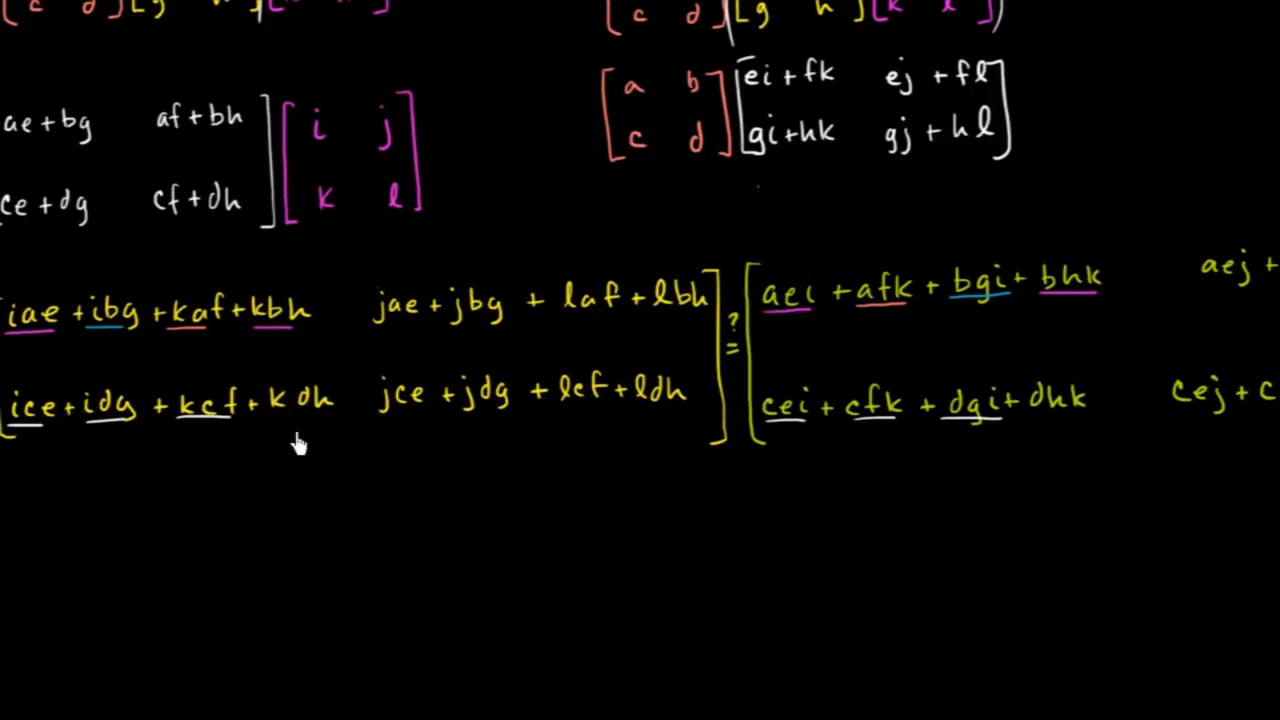 c d g h
c d g h k l
ae + bg af + bh i j
ce + dg cf + dh k l
a b ei + fk ej + fl
c d gi + hk gj + hl
iae + ibg + kaf + kbh jae + jbg + laf + lbh ? = aei + afk + bgi + bhk aej +
ice + idg + kcf + kdh jce + jdg + lcf + ldh cei + cfk + dgi + dhk cej + c